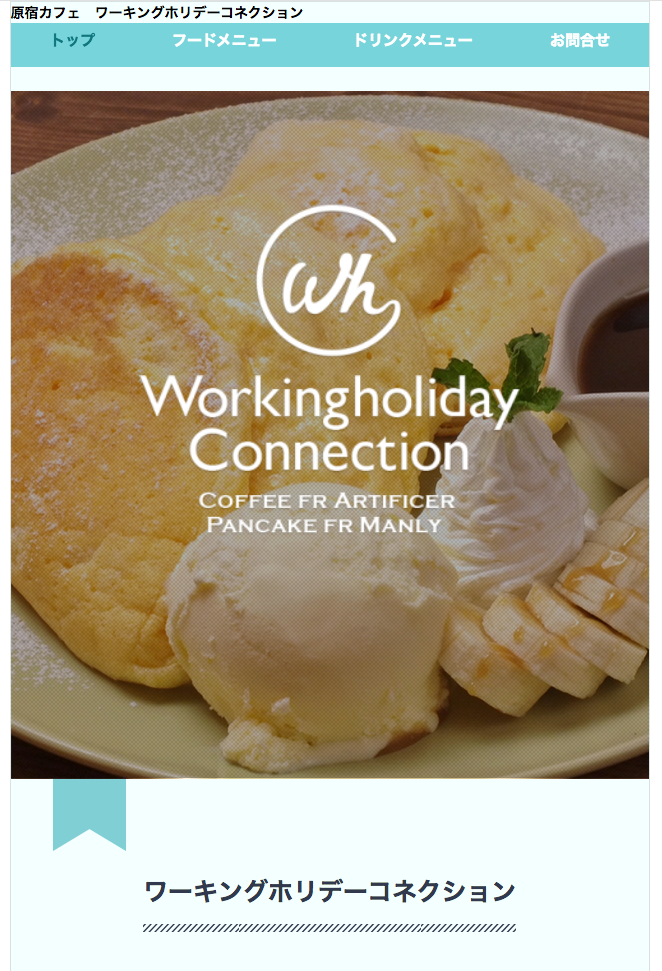 原宿カフェ　ワーキングホリデーコネクション
トップ　フードメニュー　ドリンクメニュー　お問合せ
wh
Workingholiday
Connection
COFFEE FR ARTIFICER
PANCAKE FR MANLY
ワーキングホリデーコネクション